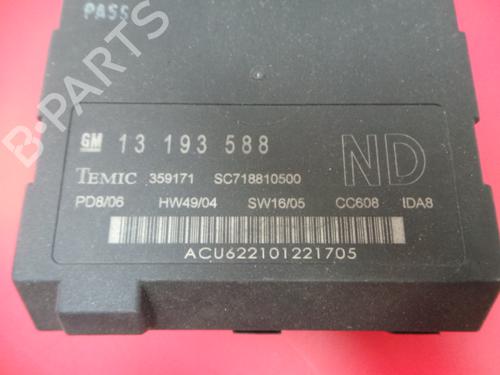 PASS
GM 13 193 588 ND
TEMIC 359171 SC718810500
PD8/06 HW49/04 SW16/05 CC608 IDA8
ACU622101221705
B-PARTS